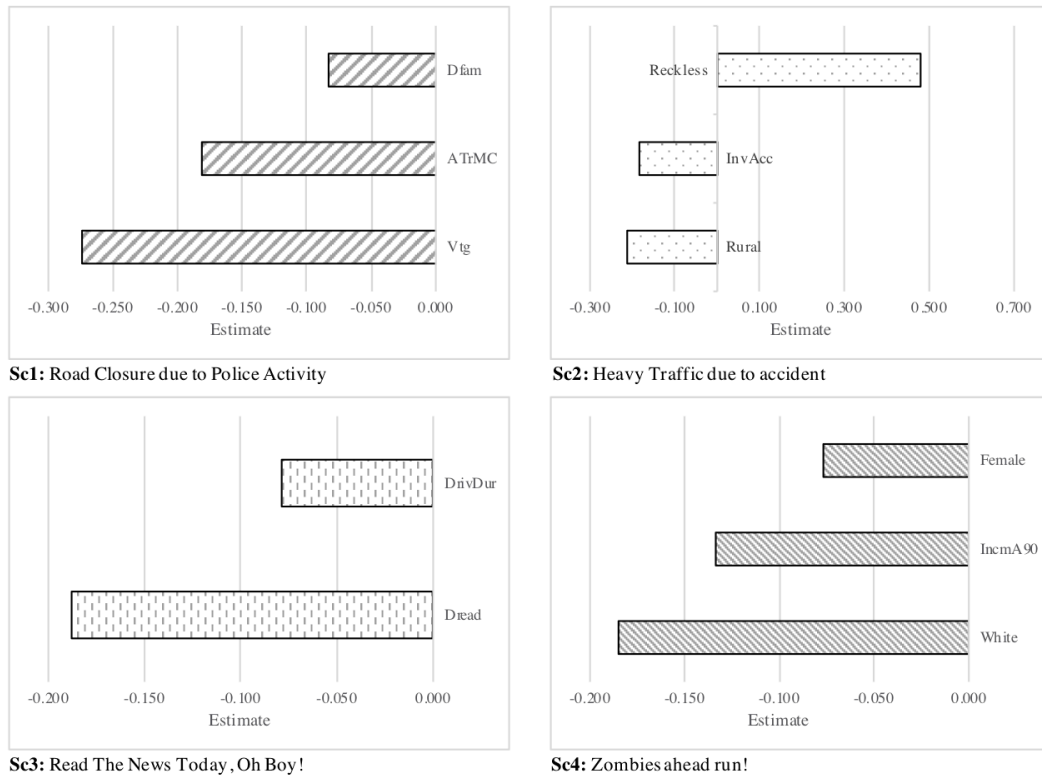 Dfam
ATrMC
Vtg
-0.300 -0.250 -0.200 -0.150 -0.100 -0.050 0.000
Estimate
Sc1: Road Closure due to Police Activity
Reckless
InvAcc
Rural
-0.300 -0.100 0.100 0.300 0.500 0.700
Estimate
Sc2: Heavy Traffic due to accident
DrivDur
Dread
-0.200 -0.150 -0.100 -0.050 0.000
Estimate
Sc3: Read The News Today, Oh Boy!
Female
IncmA90
White
-0.200 -0.150 -0.100 -0.050 0.000
Estimate
Sc4: Zombies ahead run!